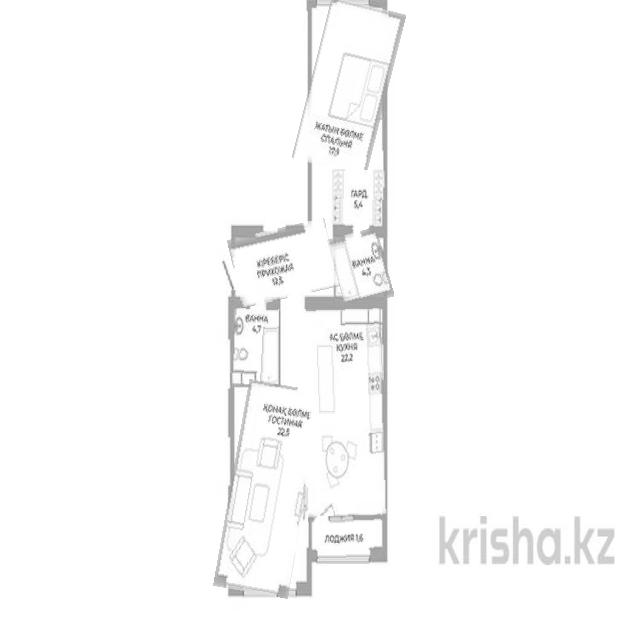 ЖАТЫН БӨЛМЕ
СПАЛЬНЯ
17,9
ГАРД.
5,4
КІРЕБЕРІС
ПРИХОЖАЯ
12,5
ВАННА
4,3
ВАННА
4,7
АС БӨЛМЕ
КУХНЯ
22,2
ҚОНАҚ БӨЛМЕ
ГОСТИНАЯ
22,5
ЛОДЖИЯ 1,6
krisha.kz